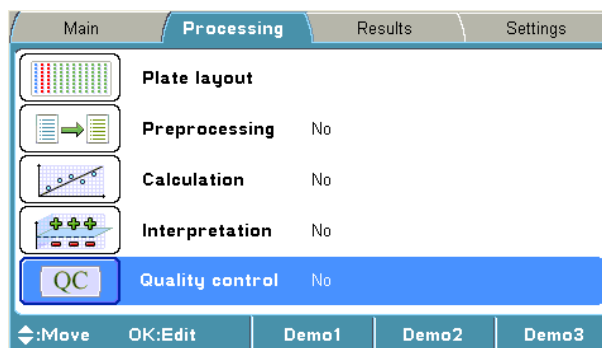 Main Processing Results Settings
Plate layout
Preprocessing No
Calculation No
Interpretation No
QC Quality control No
:Move OK:Edit Demo1 Demo2 Demo3